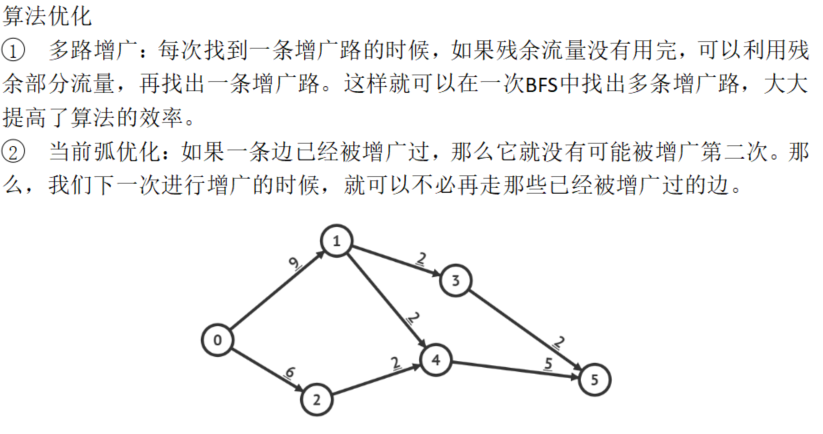 算法优化
① 多路增广：每次找到一条增广路的时候，如果残余流量没有用完，可以利用残
余部分流量，再找出一条增广路。这样就可以在一次BFS中找出多条增广路，大大
提高了算法的效率。
② 当前弧优化：如果一条边已经被增广过，那么它就没有可能被增广第二次。那
么，我们下一次进行增广的时候，就可以不必再走那些已经被增广过的边。
1
9
2
3
0
2
2
4
2
5
6
5
2